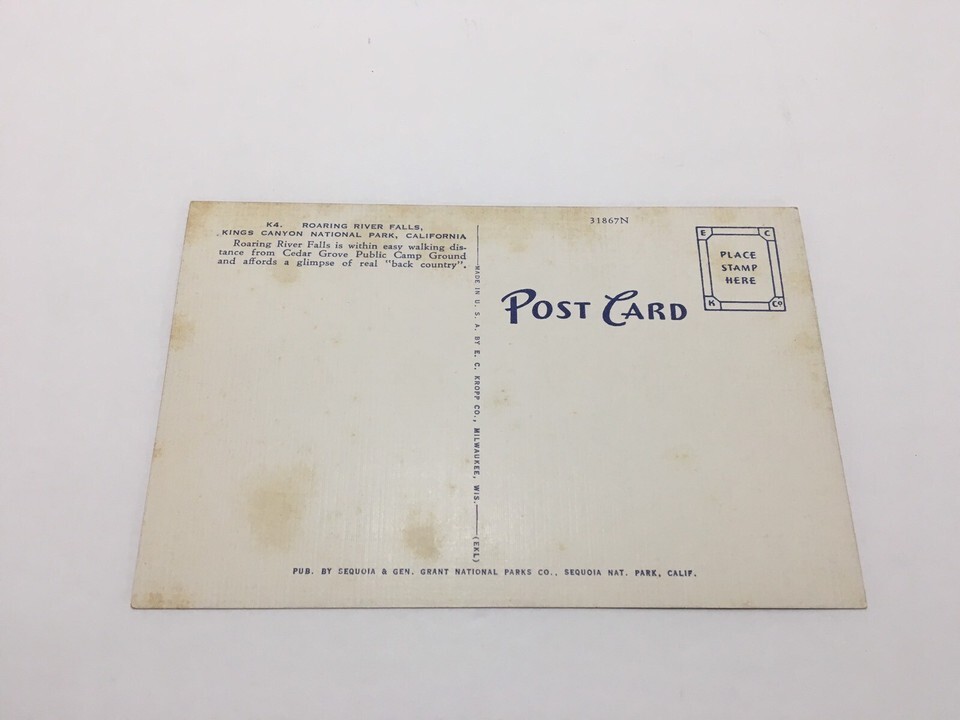 K4. ROARING RIVER FALLS,
KINGS CANYON NATIONAL PARK, CALIFORNIA
Roaring River Falls is within easy walking dis-
tance from Cedar Grove Public Camp Ground
and affords a glimpse of real "back country".
MADE IN U. S. A. BY E. C. KROPP CO., MILWAUKEE, WIS. (EKL)
31867N
POST CARD
E C
PLACE
STAMP
HERE
K Co
PUB. BY SEQUOIA & GEN. GRANT NATIONAL PARKS CO., SEQUOIA NAT. PARK, CALIF.